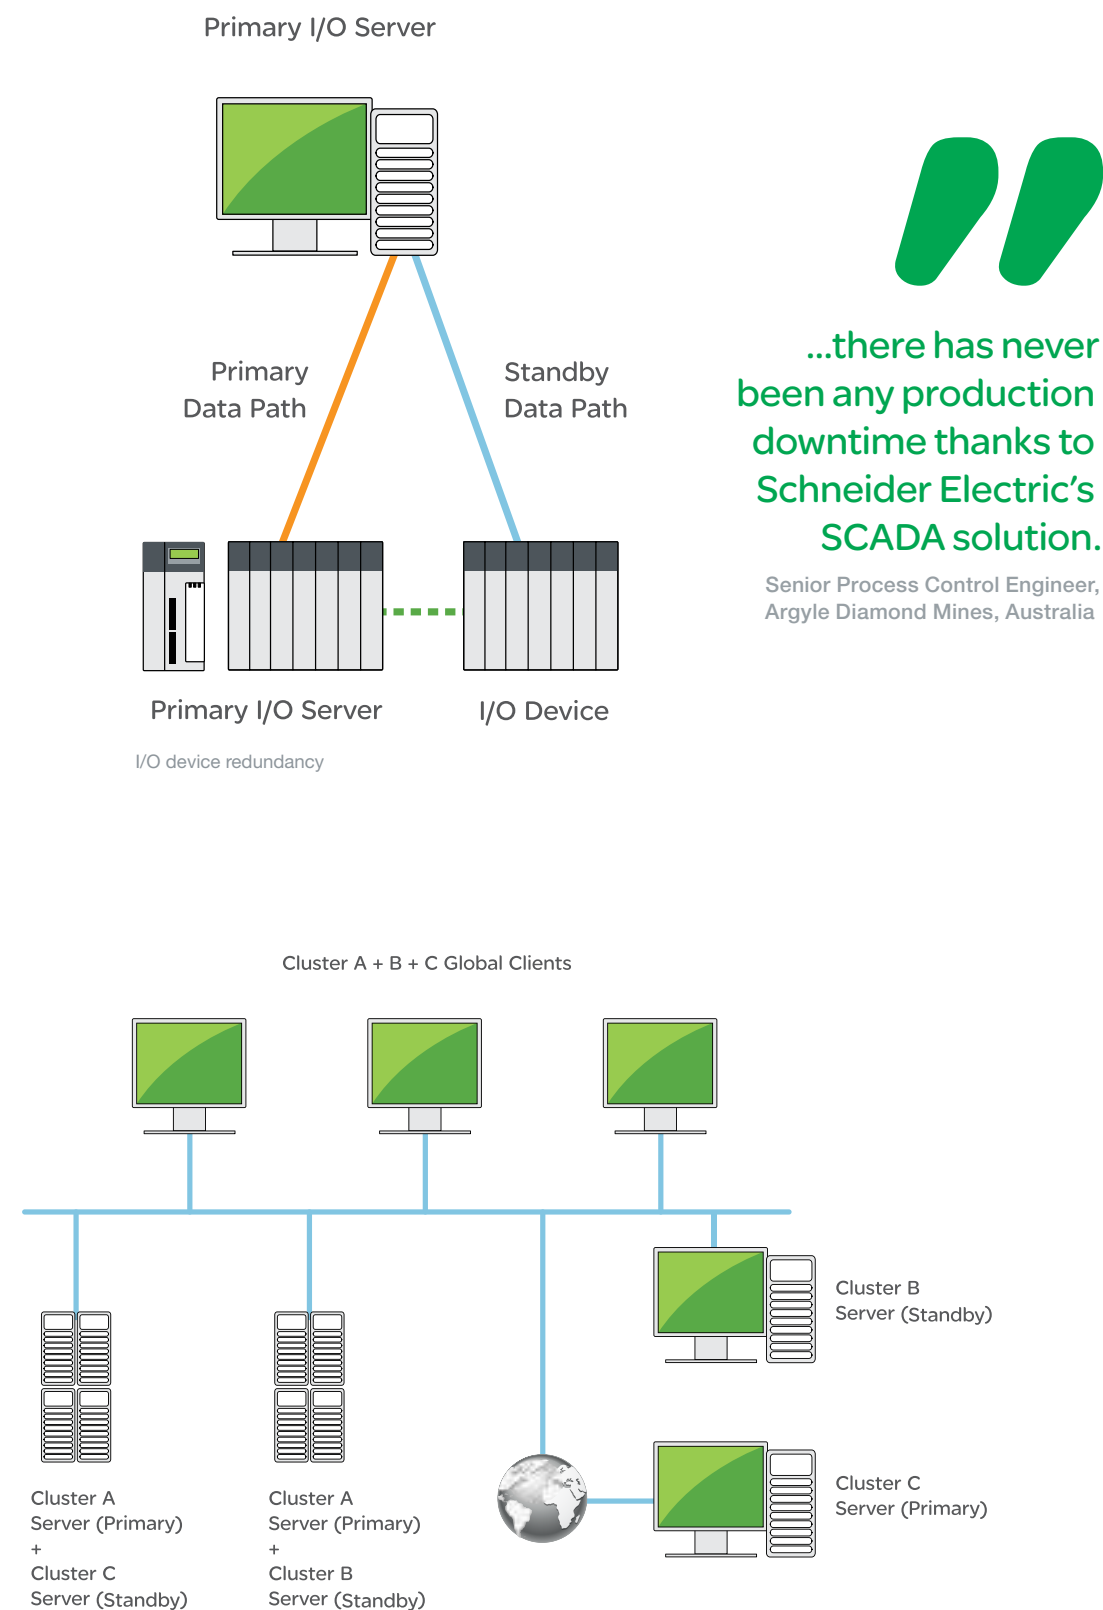 Primary I/O Server
Primary
Data Path
Standby
Data Path
Primary I/O Server
I/O Device
I/O device redundancy
"
...there has never
been any production
downtime thanks to
Schneider Electric's
SCADA solution.
Senior Process Control Engineer,
Argyle Diamond Mines, Australia
Cluster A + B + C Global Clients
Cluster B
Server (Standby)
Cluster C
Server (Primary)
Cluster A
Server (Primary)
+
Cluster C
Server (Standby)
Cluster A
Server (Primary)
+
Cluster B
Server (Standby)